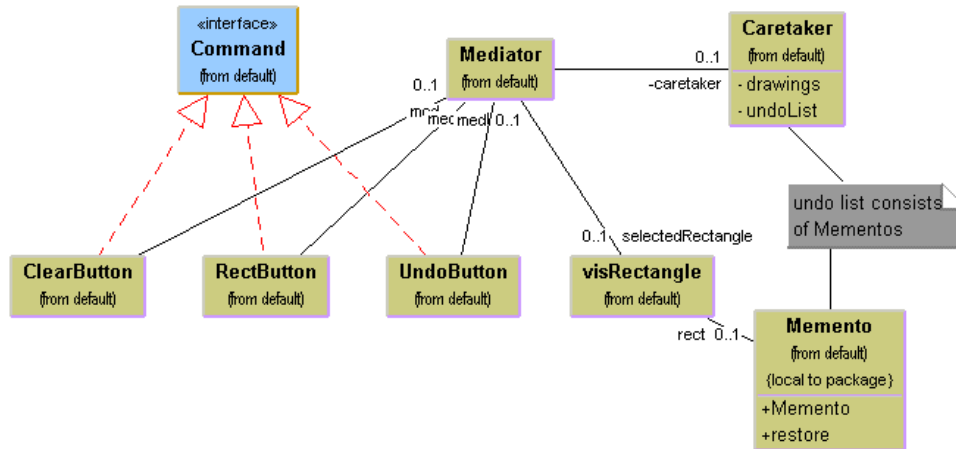 «interface»
Command
(from default)
Mediator
(from default)
Caretaker
(from default)
- drawings
- undoList
0..1
-caretaker
0..1
med
medi 0..1
undo list consists
of Mementos
0..1 selectedRectangle
ClearButton
(from default)
RectButton
(from default)
UndoButton
(from default)
visRectangle
(from default)
rect 0..1
Memento
(from default)
{local to package}
+Memento
+restore